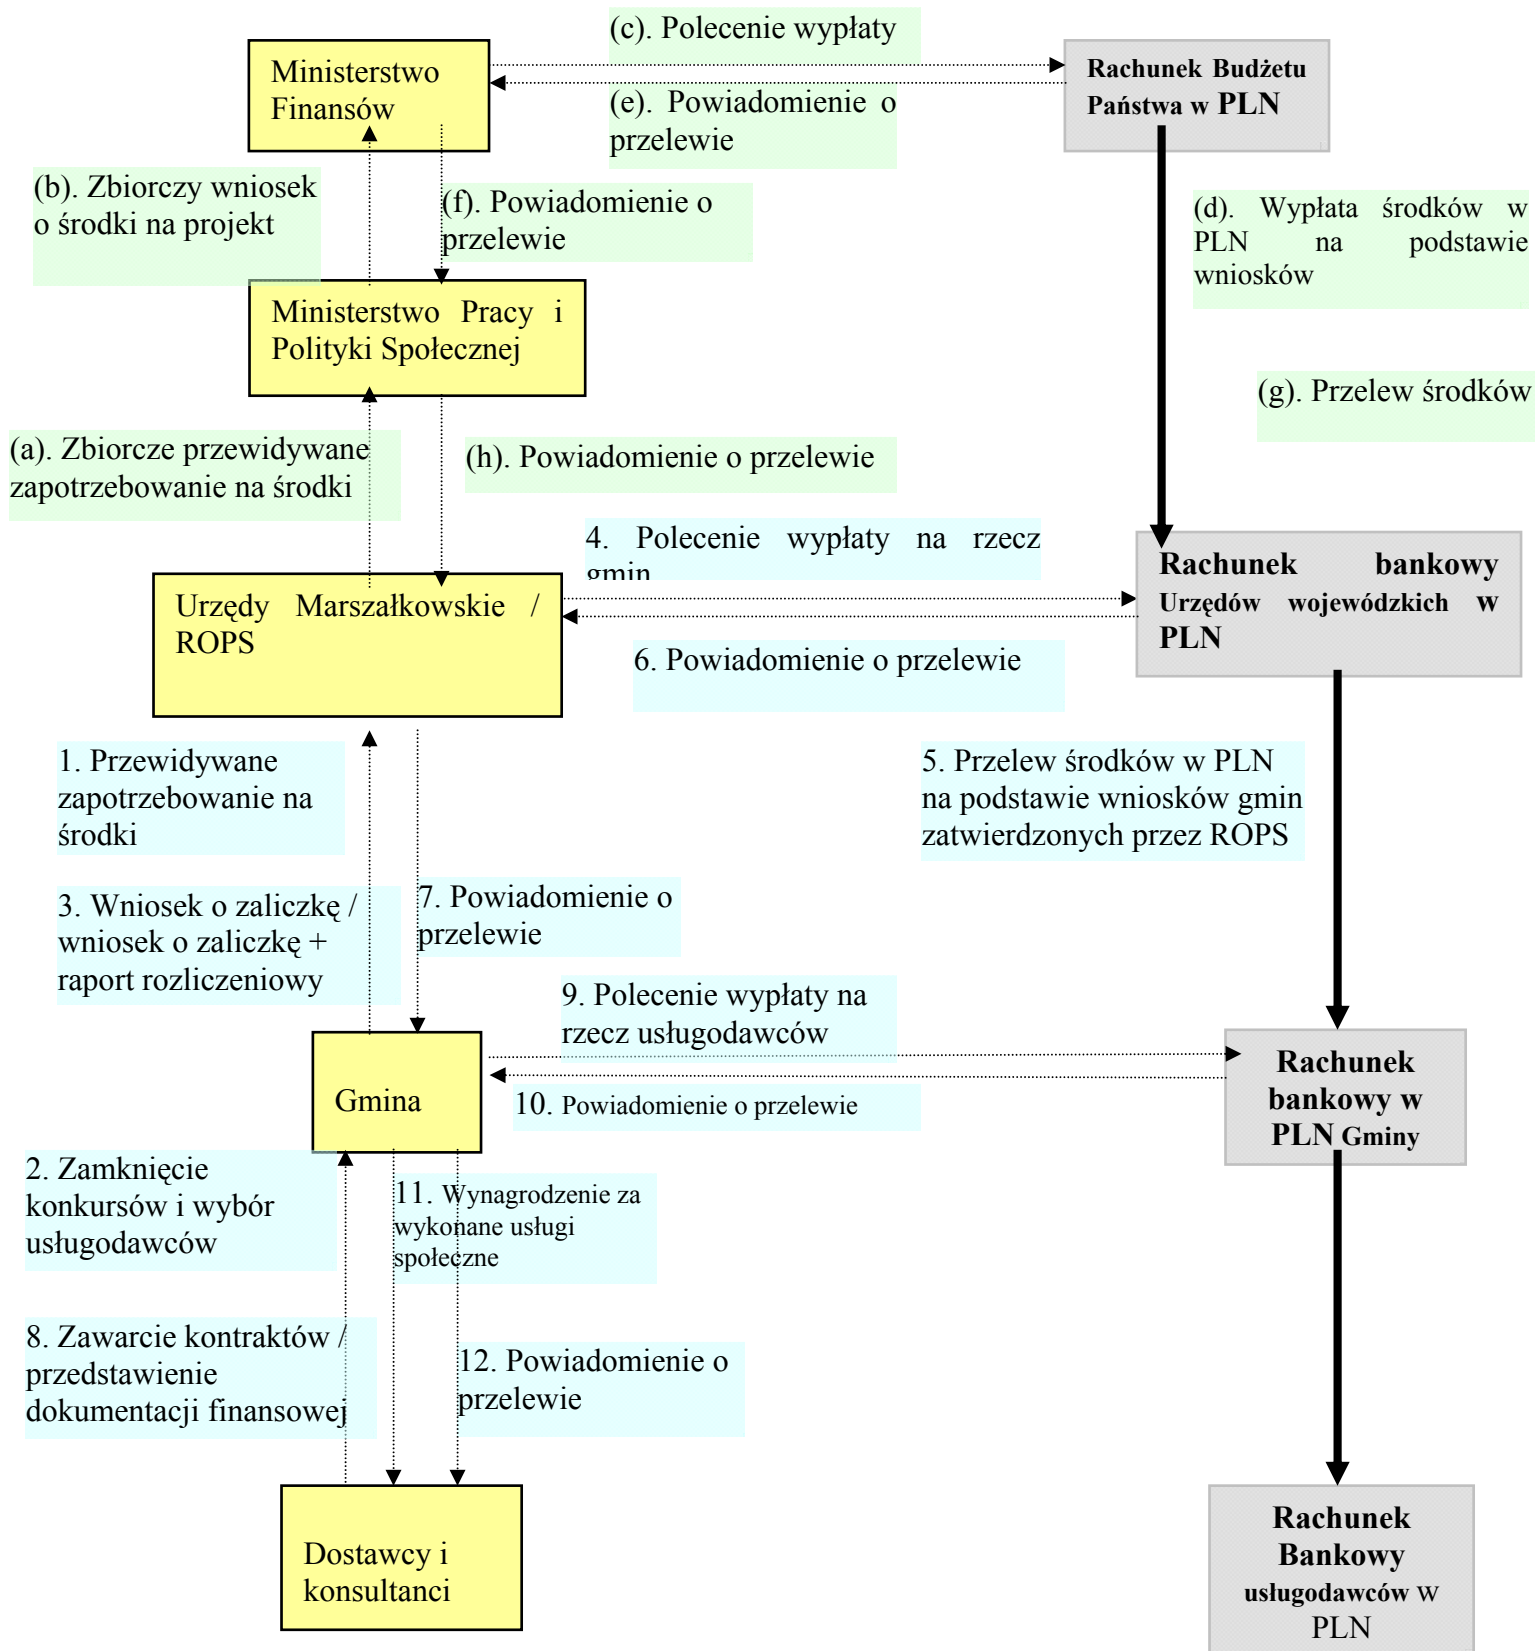 (c). Polecenie wypłaty
Ministerstwo
Finansów
Rachunek Budżetu
Państwa w PLN
(e). Powiadomienie o
przelewie
(b). Zbiorczy wniosek
o środki na projekt
(f). Powiadomienie o
przelewie
(d). Wypłata środków w
PLN na podstawie
wniosków
Ministerstwo Pracy i
Polityki Społecznej
(g). Przelew środków
(a). Zbiorcze przewidywane
zapotrzebowanie na środki
(h). Powiadomienie o przelewie
4. Polecenie wypłaty na rzecz
gmin
Urzędy Marszałkowskie /
ROPS
Rachunek bankowy
Urzędów wojewódzkich w
PLN
6. Powiadomienie o przelewie
1. Przewidywane
zapotrzebowanie na
środki
5. Przelew środków w PLN
na podstawie wniosków gmin
zatwierdzonych przez ROPS
3. Wniosek o zaliczkę /
wniosek o zaliczkę +
raport rozliczeniowy
7. Powiadomienie o
przelewie
9. Polecenie wypłaty na
rzecz usługodawców
Gmina
10. Powiadomienie o przelewie
Rachunek
bankowy w
PLN Gminy
2. Zamknięcie
konkursów i wybór
usługodawców
11. Wynagrodzenie za
wykonane usługi
społeczne
8. Zawarcie kontraktów /
przedstawienie
dokumentacji finansowej
12. Powiadomienie o
przelewie
Dostawcy i
konsultanci
Rachunek
Bankowy
usługodawców w
PLN